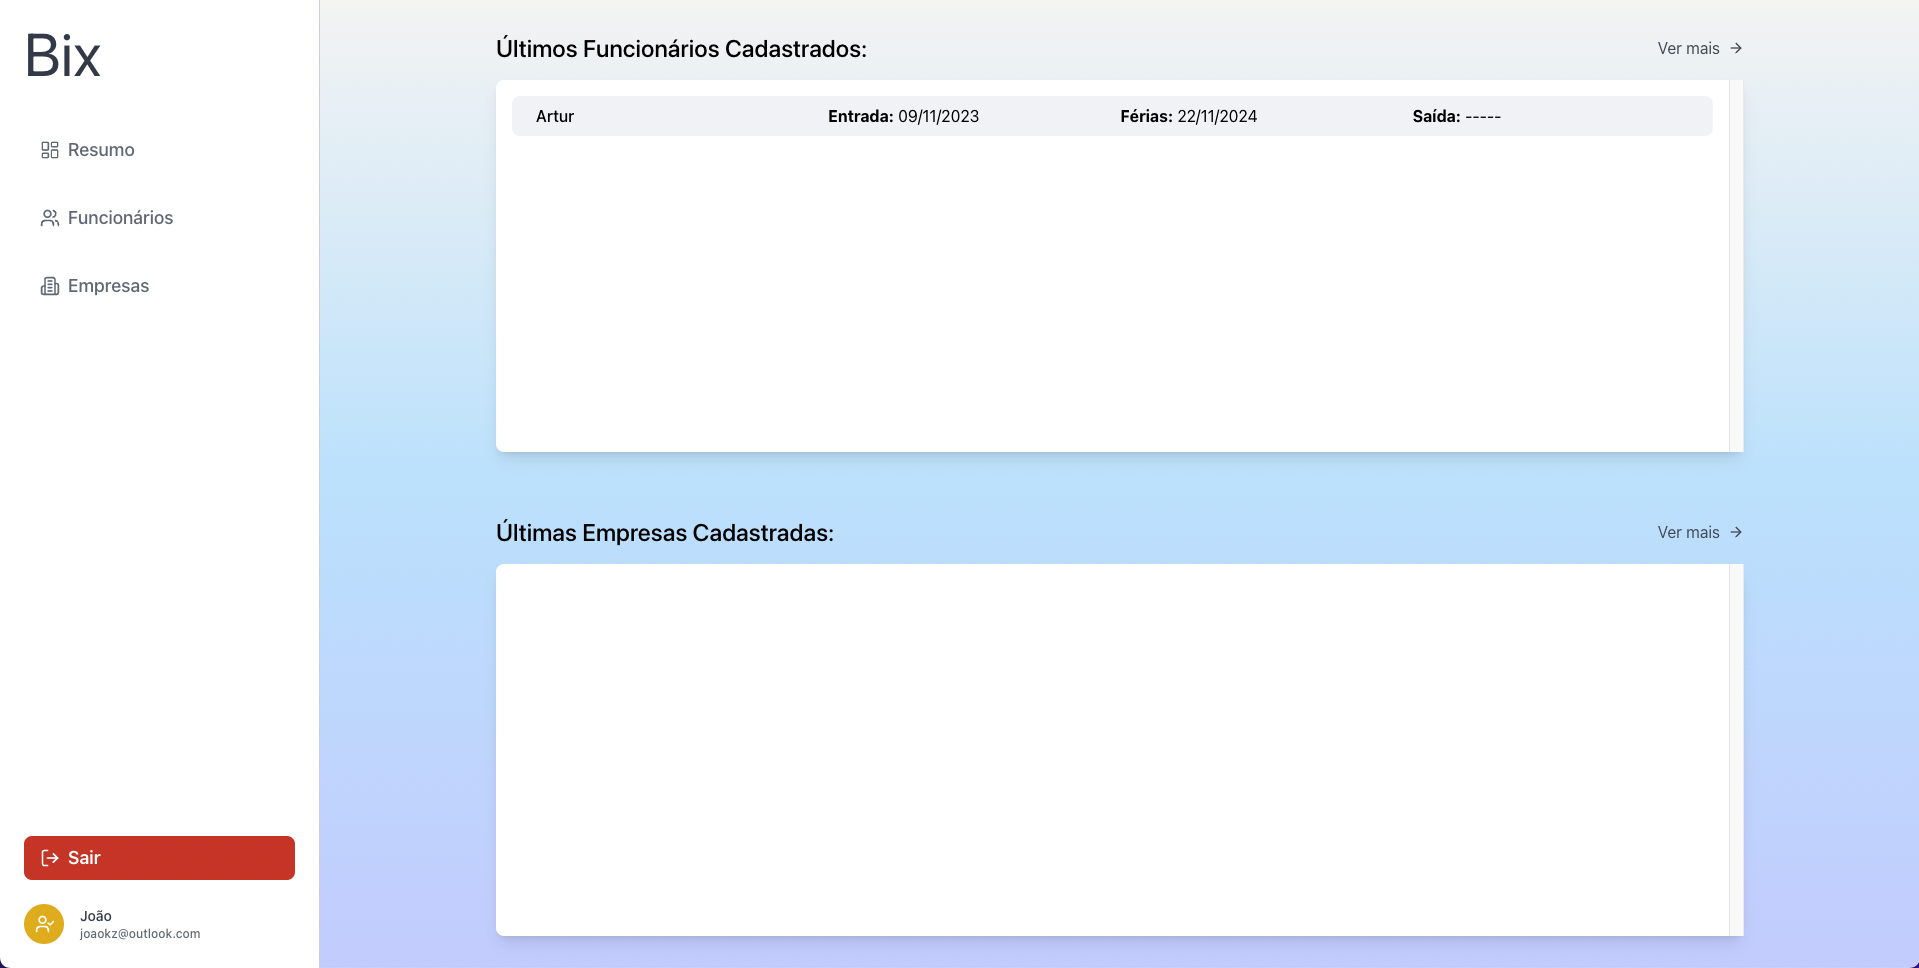 Bix
Resumo
Funcionários
Empresas
Sair
João
joaokz@outlook.com
Últimos Funcionários Cadastrados:
Ver mais
Artur Entrada: 09/11/2023 Férias: 22/11/2024 Saída: -----
Últimas Empresas Cadastradas:
Ver mais